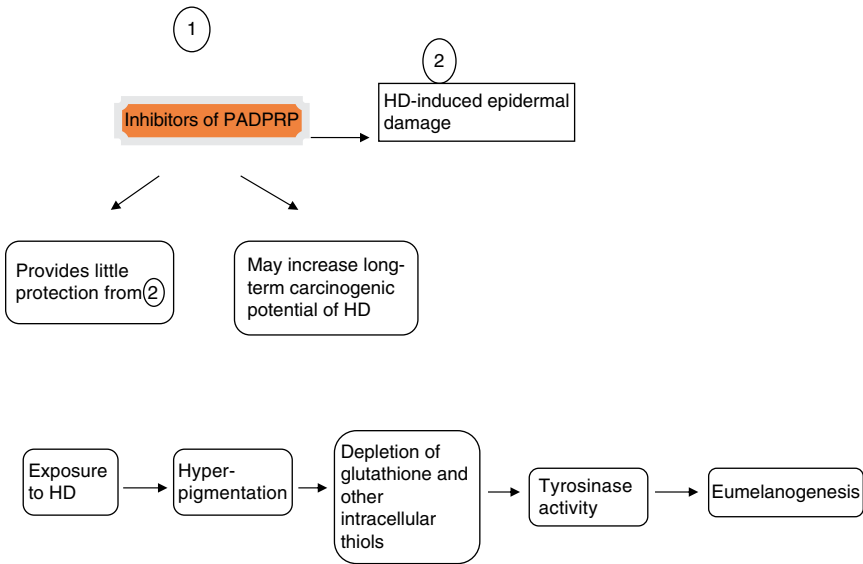 1
2
Inhibitors of PADPRP
HD-induced epidermal
damage
Provides little
protection from 2
May increase long-
term carcinogenic
potential of HD
Exposure
to HD
Hyper-
pigmentation
Depletion of
glutathione and
other
intracellular
thiols
Tyrosinase
activity
Eumelanogenesis